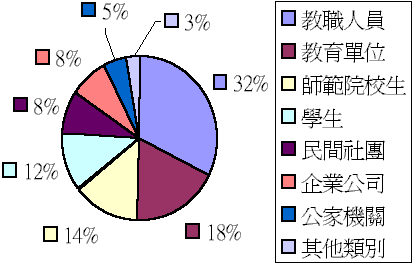 5%
3%
8%
32%
8%
12%
14%
18%
教職人員
教育單位
師範院校生
學生
民間社團
企業公司
公家機關
其他類別